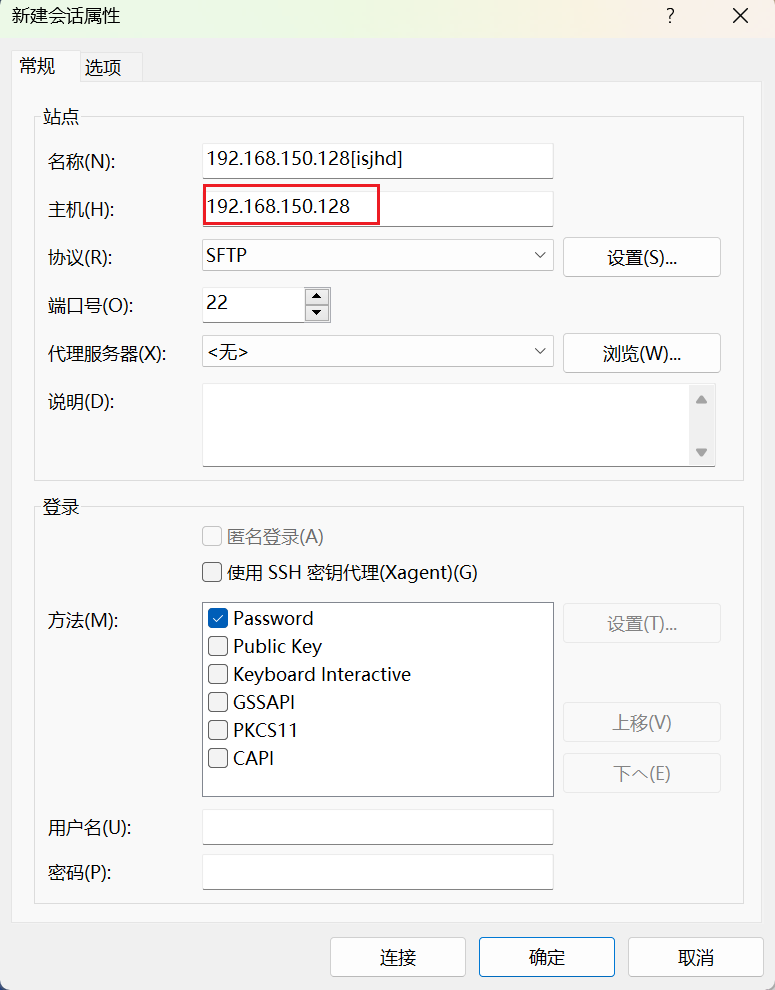 新建会话属性 ?
常规 选项
站点
名称(N): 192.168.150.128[isjhd]
主机(H): 192.168.150.128
协议(R): SFTP 设置(S)...
端口号(O): 22
代理服务器(X): <无> 浏览(W)...
说明(D):
登录
匿名登录(A)
使用 SSH 密钥代理(Xagent)(G)
方法(M): Password 设置(T)...
Public Key
Keyboard Interactive
GSSAPI
上移(V)
PKCS11
CAPI
下へ(E)
用户名(U):
密码(P):
连接 确定 取消